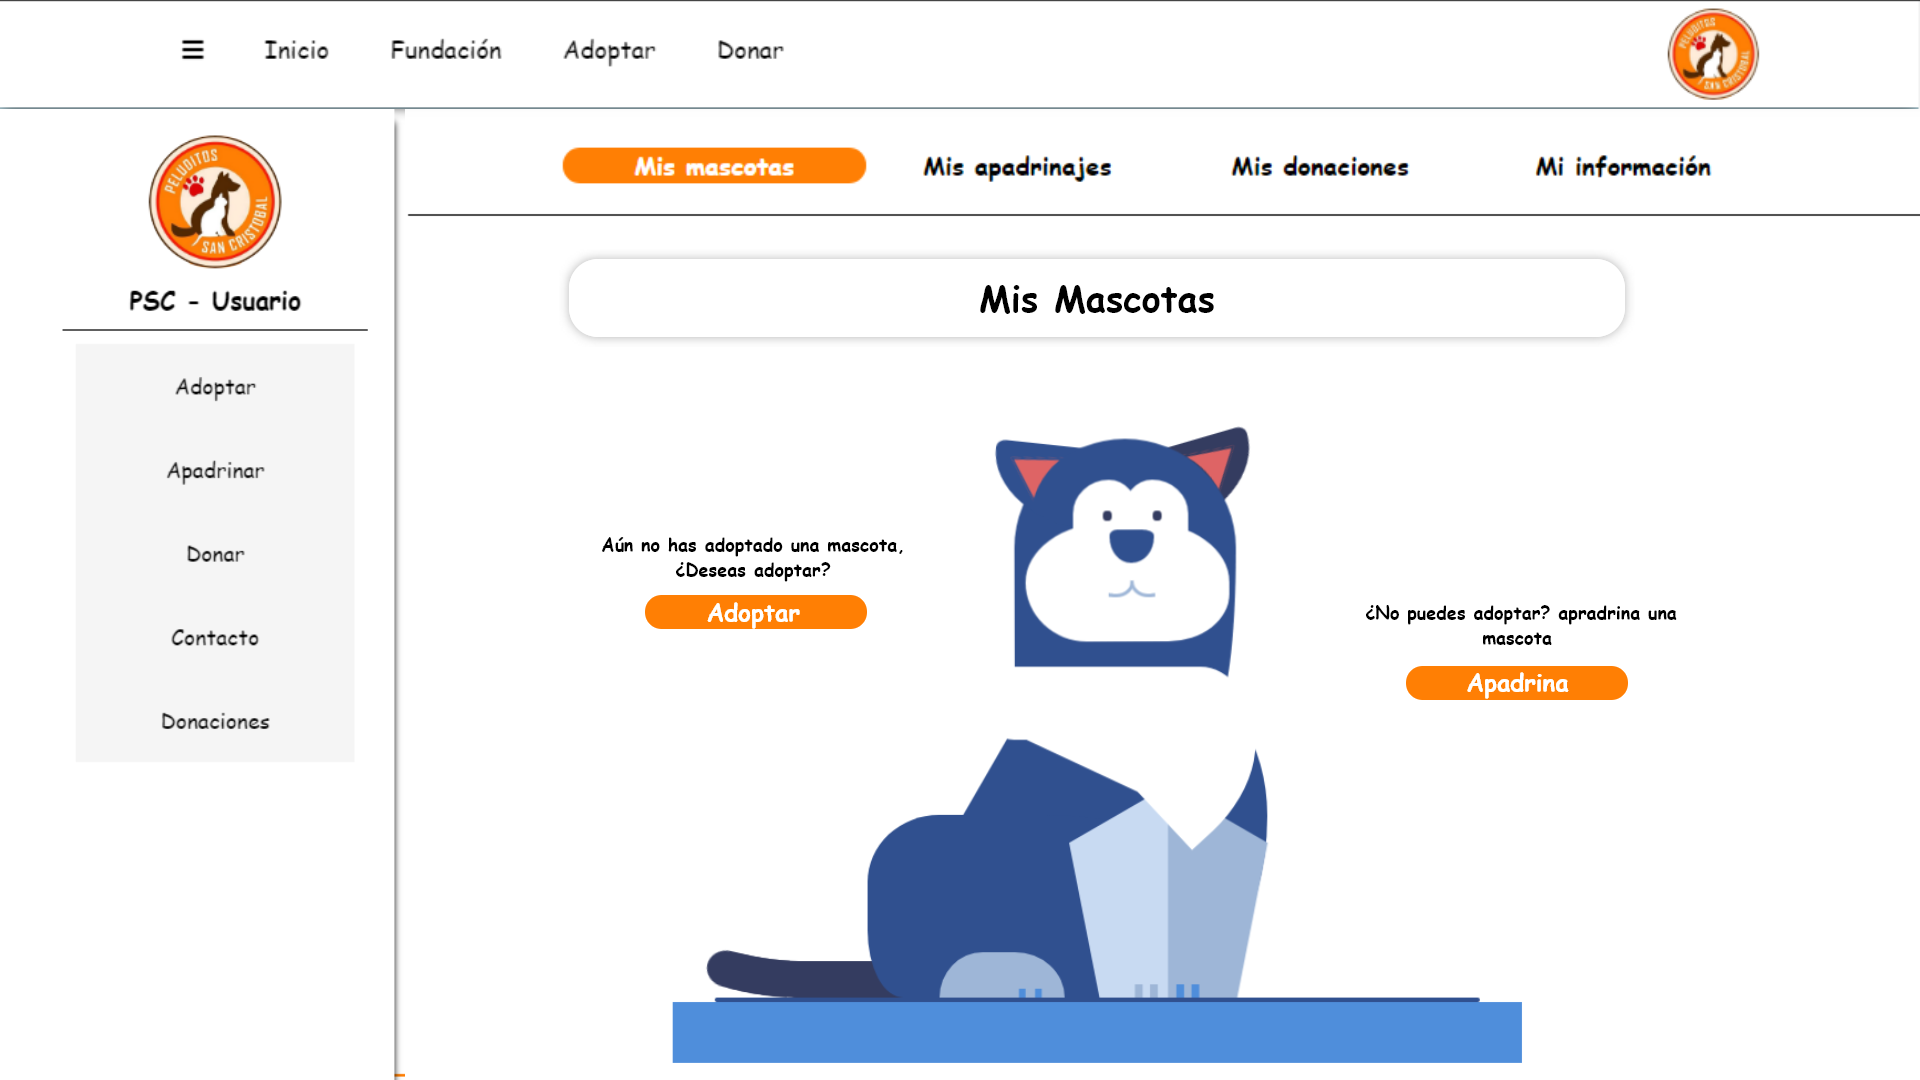 Inicio Fundación Adoptar Donar
PELUDITOS
SAN CRISTOBAL
PELUDITOS
SAN CRISTOBAL
PSC - Usuario
Adoptar
Apadrinar
Donar
Contacto
Donaciones
Mis mascotas Mis apadrinajes Mis donaciones Mi información
Mis Mascotas
Aún no has adoptado una mascota,
¿Deseas adoptar?
Adoptar
¿No puedes adoptar? apradrina una
mascota
Apadrina